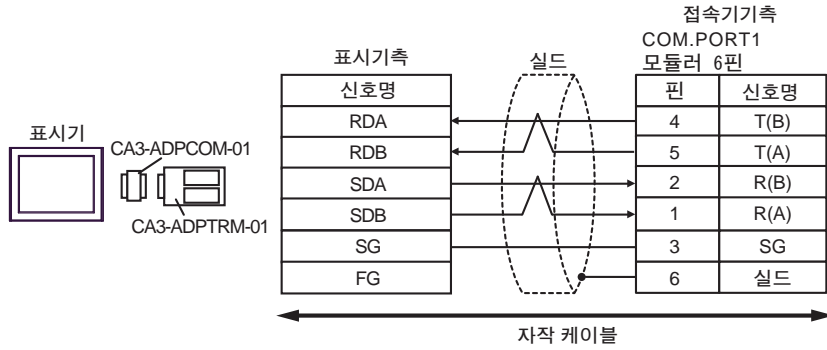 접속기기측
COM.PORT1
모듈러 6핀
표시기측
실드
신호명
핀 신호명
RDA 4 T(B)
RDB 5 T(A)
SDA 2 R(B)
SDB 1 R(A)
SG 3 SG
FG 6 실드
표시기
CA3-ADPCOM-01
CA3-ADPTRM-01
자작 케이블